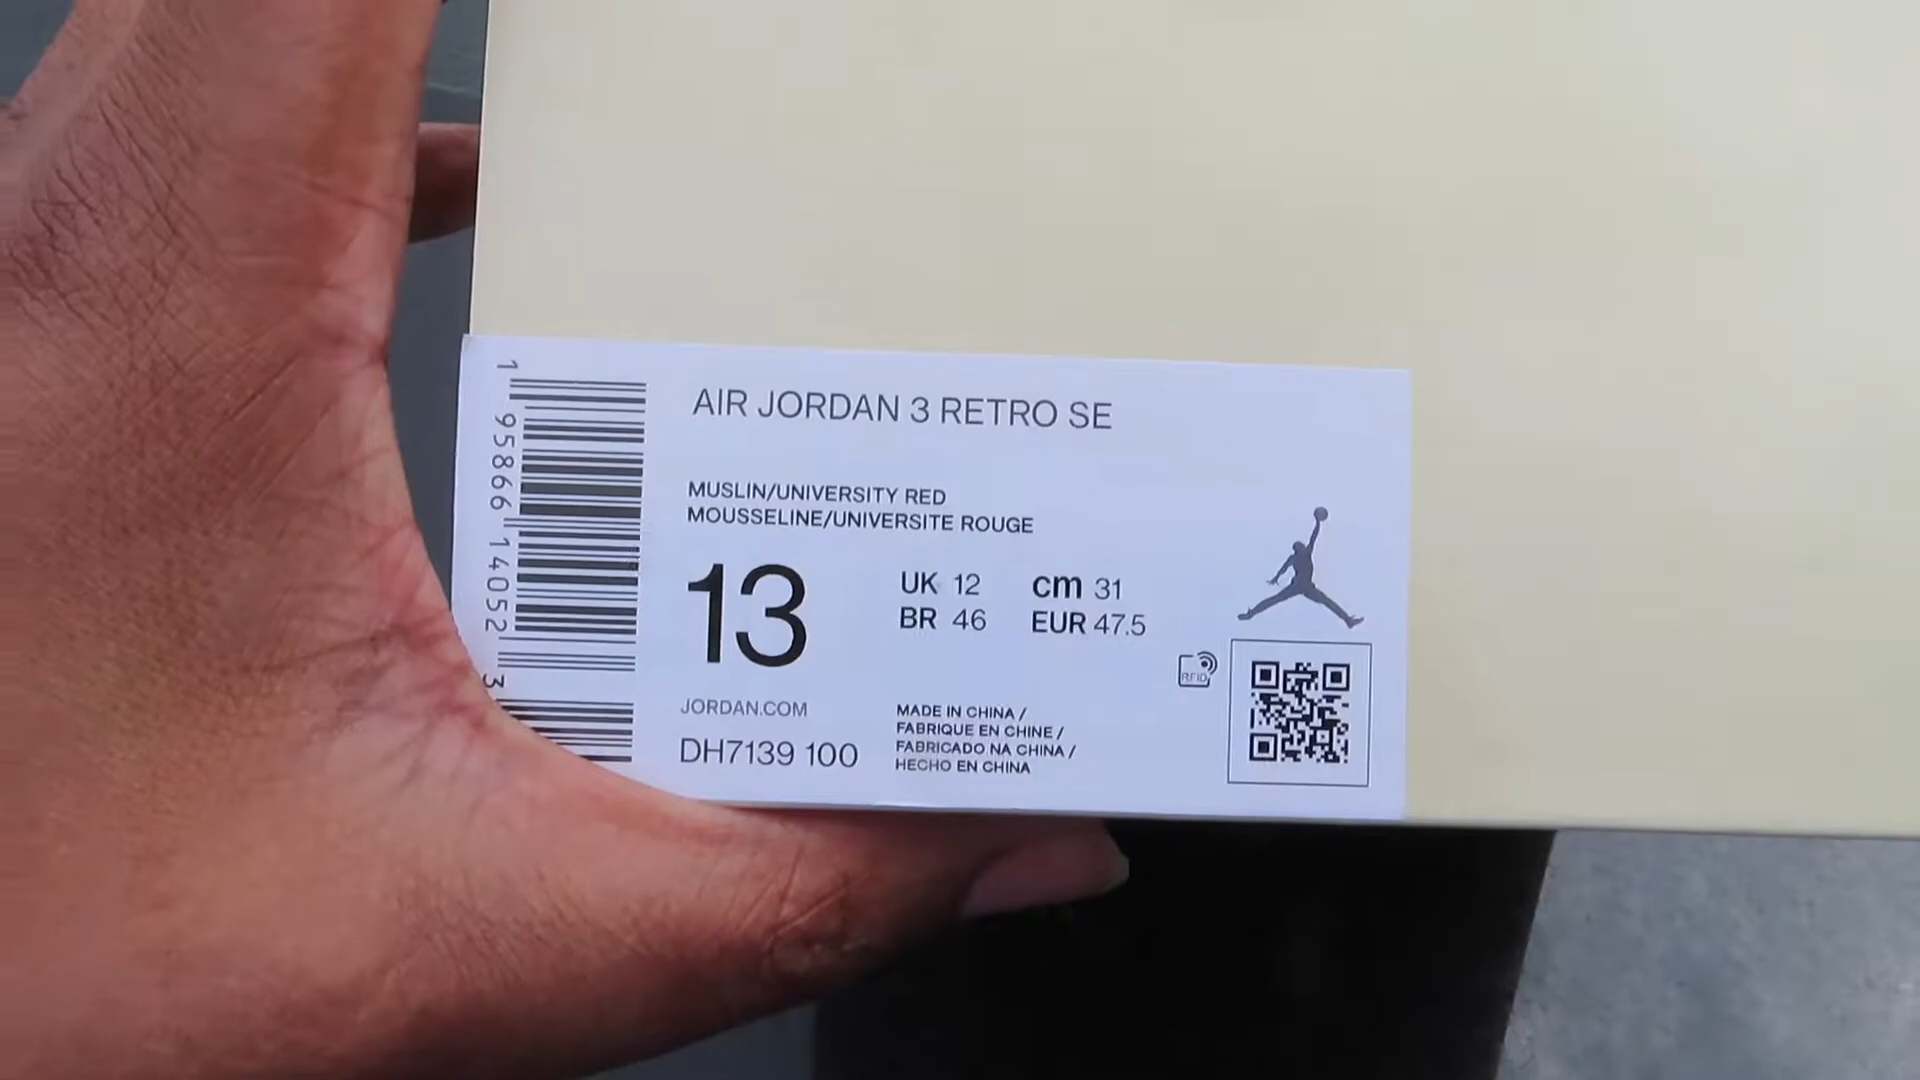 1 95866 14052 3
AIR JORDAN 3 RETRO SE
MUSLIN/UNIVERSITY RED
MOUSSELINE/UNIVERSITE ROUGE
13
UK 12 cm 31
BR 46 EUR 47.5
RFID
JORDAN.COM
DH7139 100
MADE IN CHINA /
FABRIQUE EN CHINE /
FABRICADO NA CHINA /
HECHO EN CHINA